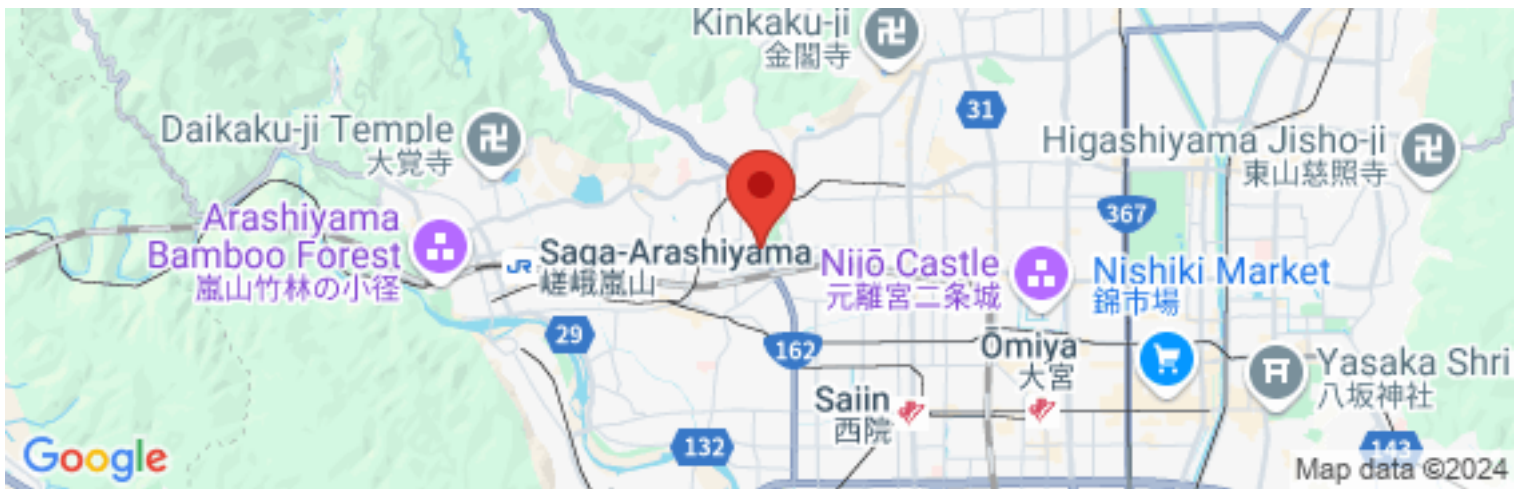 Kinkaku-ji
金閣寺
31
Daikaku-ji Temple
大覚寺
Higashiyama Jisho-ji
東山慈照寺
367
Arashiyama
Bamboo Forest
嵐山竹林の小径
JR
Saga-Arashiyama
嵯峨嵐山
Nijō Castle
元離宮二条城
Nishiki Market
錦市場
29
162
Ōmiya
大宮
Yasaka Shri
八坂神社
Saiin
西院
132
143
Google
Map data ©2024